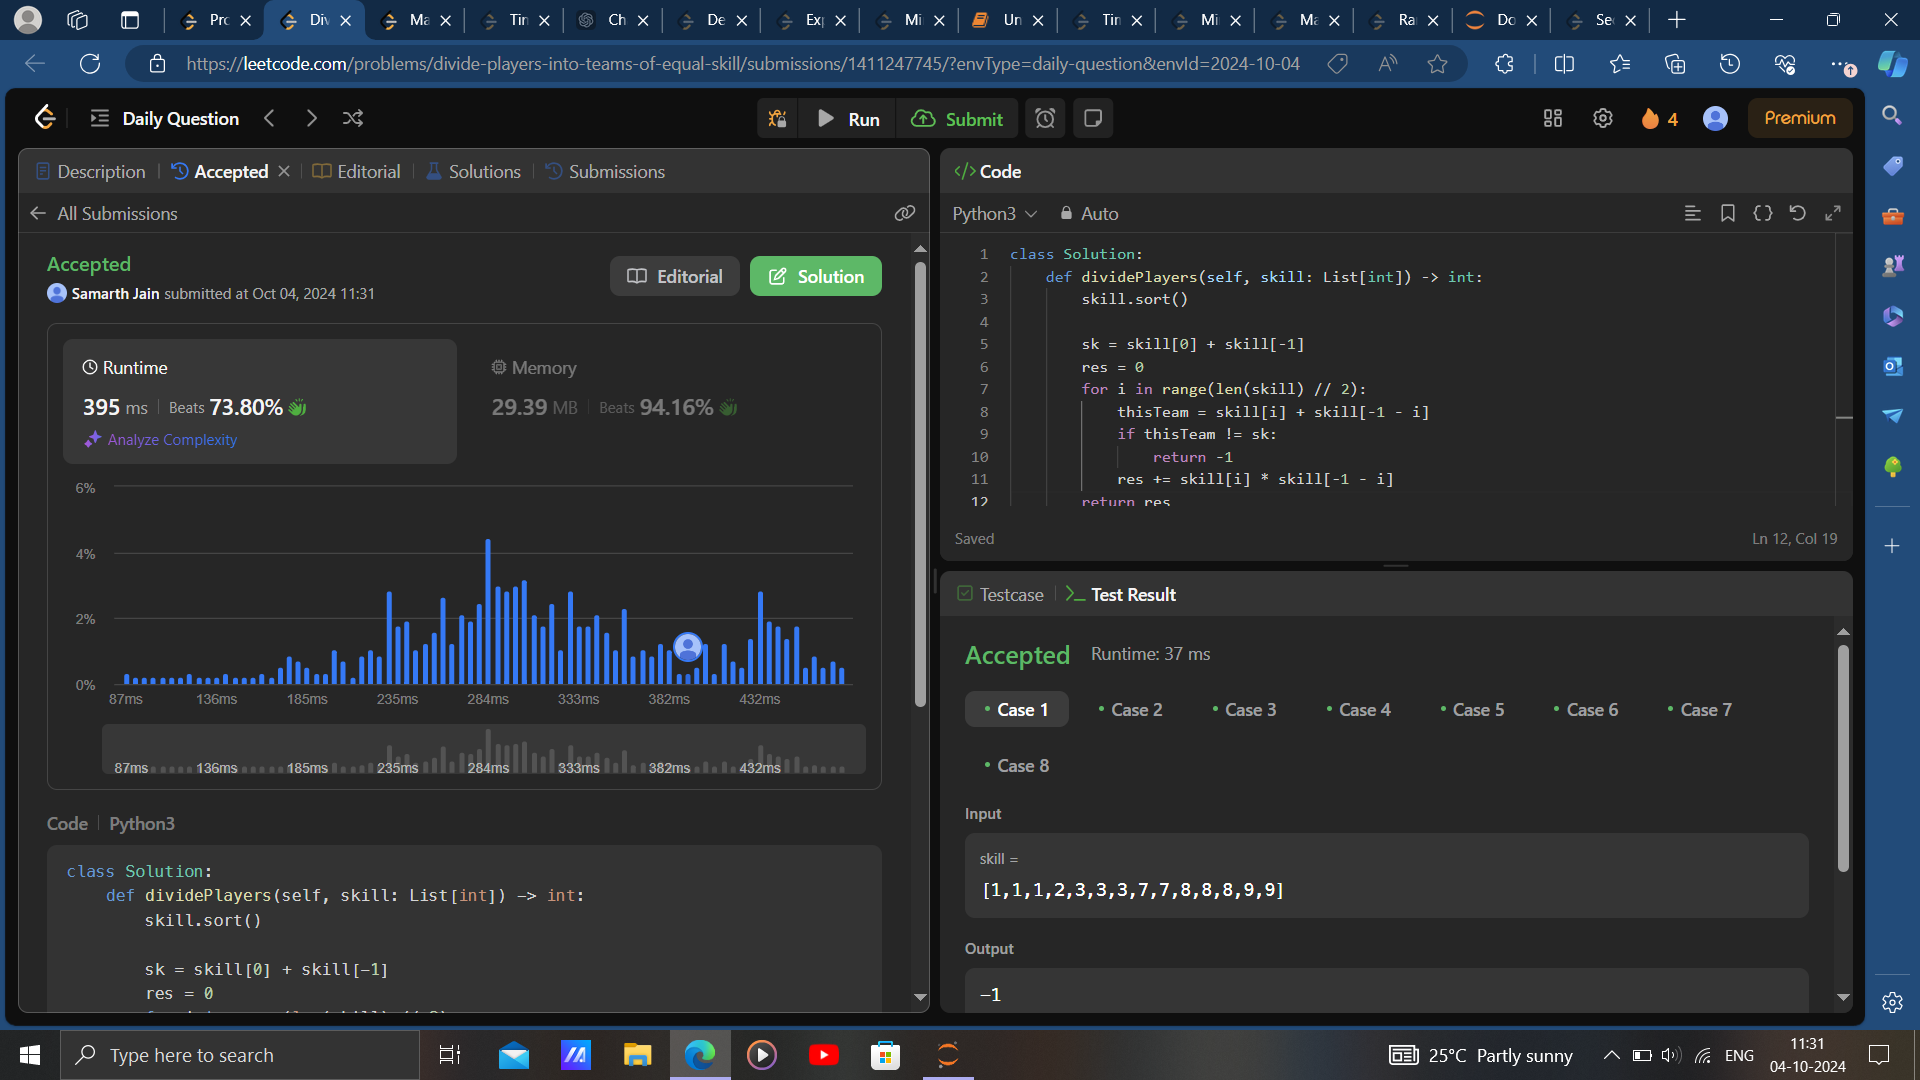 Pro
Div
Ma
Tin
Ch
De
Exp
Mi
Un
Tin
Mi
Ma
Ra
Do
Se
https://leetcode.com/problems/divide-players-into-teams-of-equal-skill/submissions/1411247745/?envType=daily-question&envId=2024-10-04
Daily Question
Run
Submit
4
Premium
Description
Accepted
Editorial
Solutions
Submissions
All Submissions
Accepted
Samarth Jain submitted at Oct 04, 2024 11:31
Editorial
Solution
Runtime
395 ms
Beats 73.80%
Analyze Complexity
Memory
29.39 MB
Beats 94.16%
6%
4%
2%
0%
87ms 136ms 185ms 235ms 284ms 333ms 382ms 432ms
87ms 136ms 185ms 235ms 284ms 333ms 382ms 432ms
Code
Python3
class Solution:
def dividePlayers(self, skill: List[int]) -> int:
skill.sort()
sk = skill[0] + skill[-1]
res = 0
</> Code
Python3
Auto
1 class Solution:
2 def dividePlayers(self, skill: List[int]) -> int:
3 skill.sort()
4
5 sk = skill[0] + skill[-1]
6 res = 0
7 for i in range(len(skill) // 2):
8 thisTeam = skill[i] + skill[-1 - i]
9 if thisTeam != sk:
10 return -1
11 res += skill[i] * skill[-1 - i]
12 return res
Saved
Ln 12, Col 19
Testcase
Test Result
Accepted
Runtime: 37 ms
Case 1
Case 2
Case 3
Case 4
Case 5
Case 6
Case 7
Case 8
Input
skill =
[1,1,1,2,3,3,3,7,7,8,8,8,9,9]
Output
-1
Type here to search
25°C Partly sunny
ENG
11:31
04-10-2024